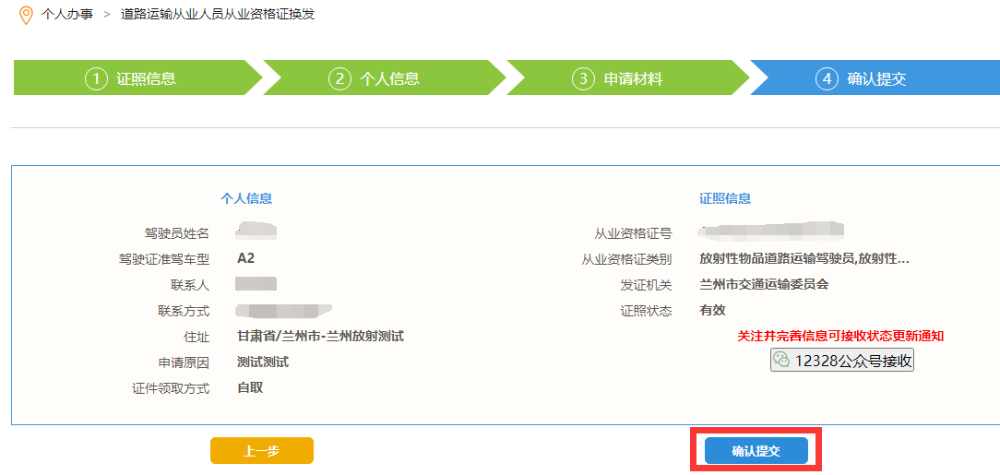 个人办事 > 道路运输从业人员从业资格证换发
1 证照信息
2 个人信息
3 申请材料
4 确认提交
个人信息
驾驶员姓名
驾驶证准驾车型 A2
联系人
联系方式
住址 甘肃省/兰州市-兰州放射测试
申请原因 测试测试
证件领取方式 自取
证照信息
从业资格证号
从业资格证类别 放射性物品道路运输驾驶员,放射性...
发证机关 兰州市交通运输委员会
证照状态 有效
关注并完善信息可接收状态更新通知
12328公众号接收
上一步
确认提交